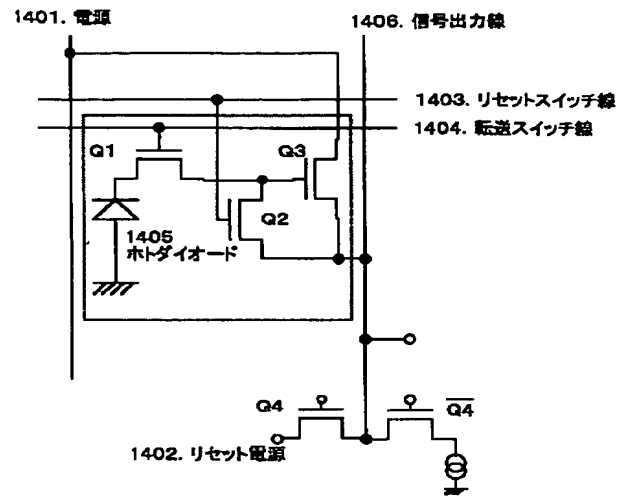 1401. 電源
1406. 信号出力線
1403. リセットスイッチ線
1404. 転送スイッチ線
Q1
Q3
Q2
1405
ホトダイオード
Q4
Q4
1402. リセット電源